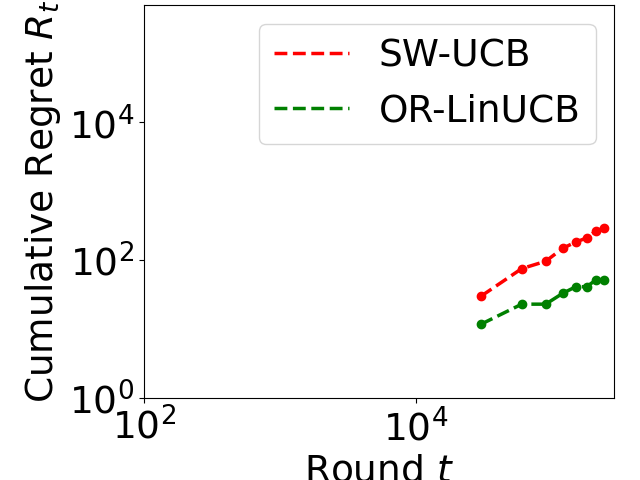 Cumulative Regret R_t
10^4
10^2
10^0
SW-UCB
OR-LinUCB
10^2
10^4
Round t